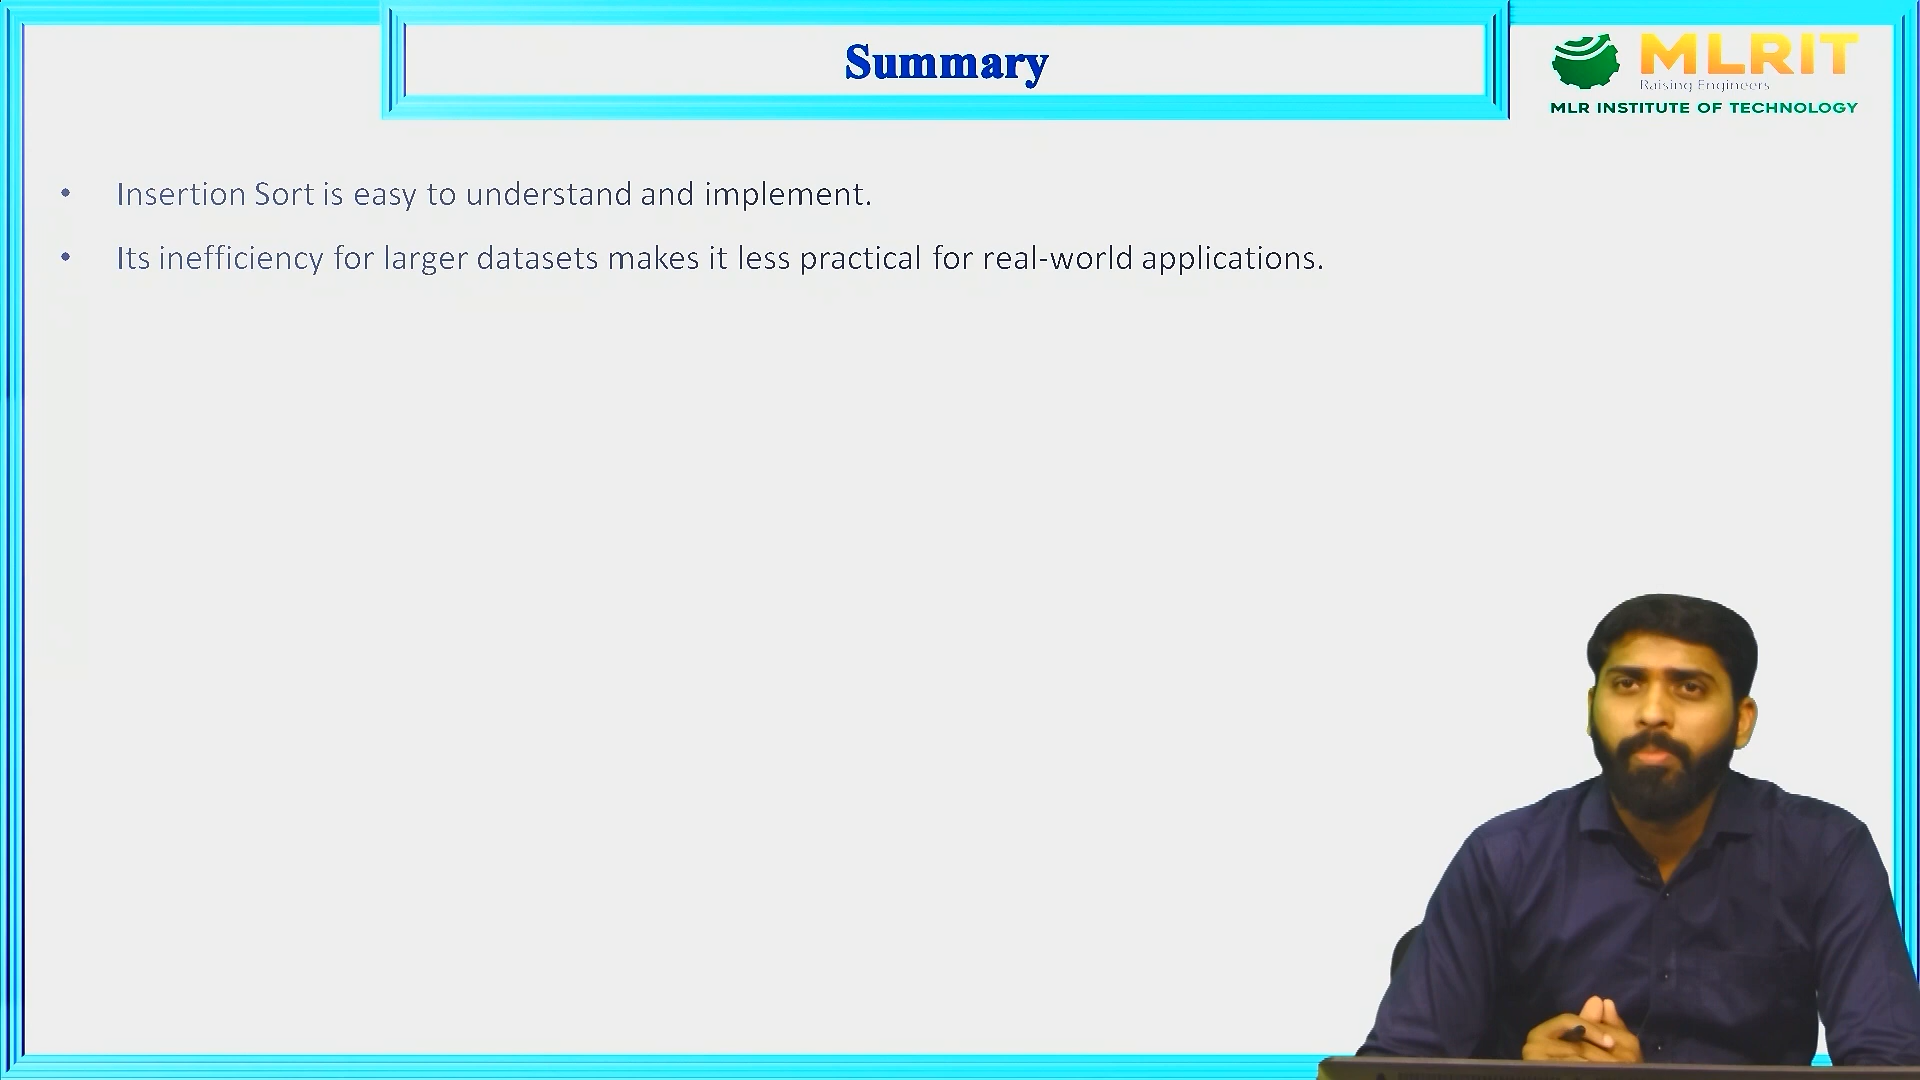 Summary
MLRIT
Raising Engineers
MLR INSTITUTE OF TECHNOLOGY
• Insertion Sort is easy to understand and implement.
• Its inefficiency for larger datasets makes it less practical for real-world applications.